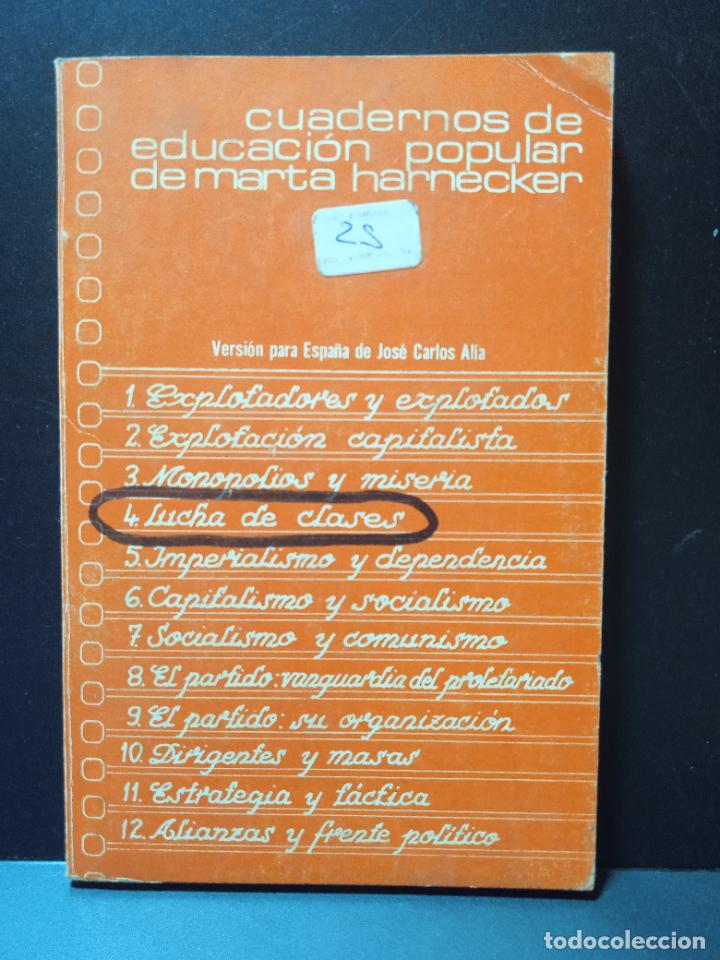 cuadernos de
educación popular
de marta harnecker
25
Versión para España de José Carlos Alía
1. Explotadores y explotados
2. Explotación capitalista
3. Monopolios y miseria
4. Lucha de clases
5. Imperialismo y dependencia
6. Capitalismo y socialismo
7. Socialismo y comunismo
8. El partido: vanguardia del proletariado
9. El partido: su organización
10. Dirigentes y masas
11. Estrategia y táctica
12. Alianzas y frente político
todocoleccion